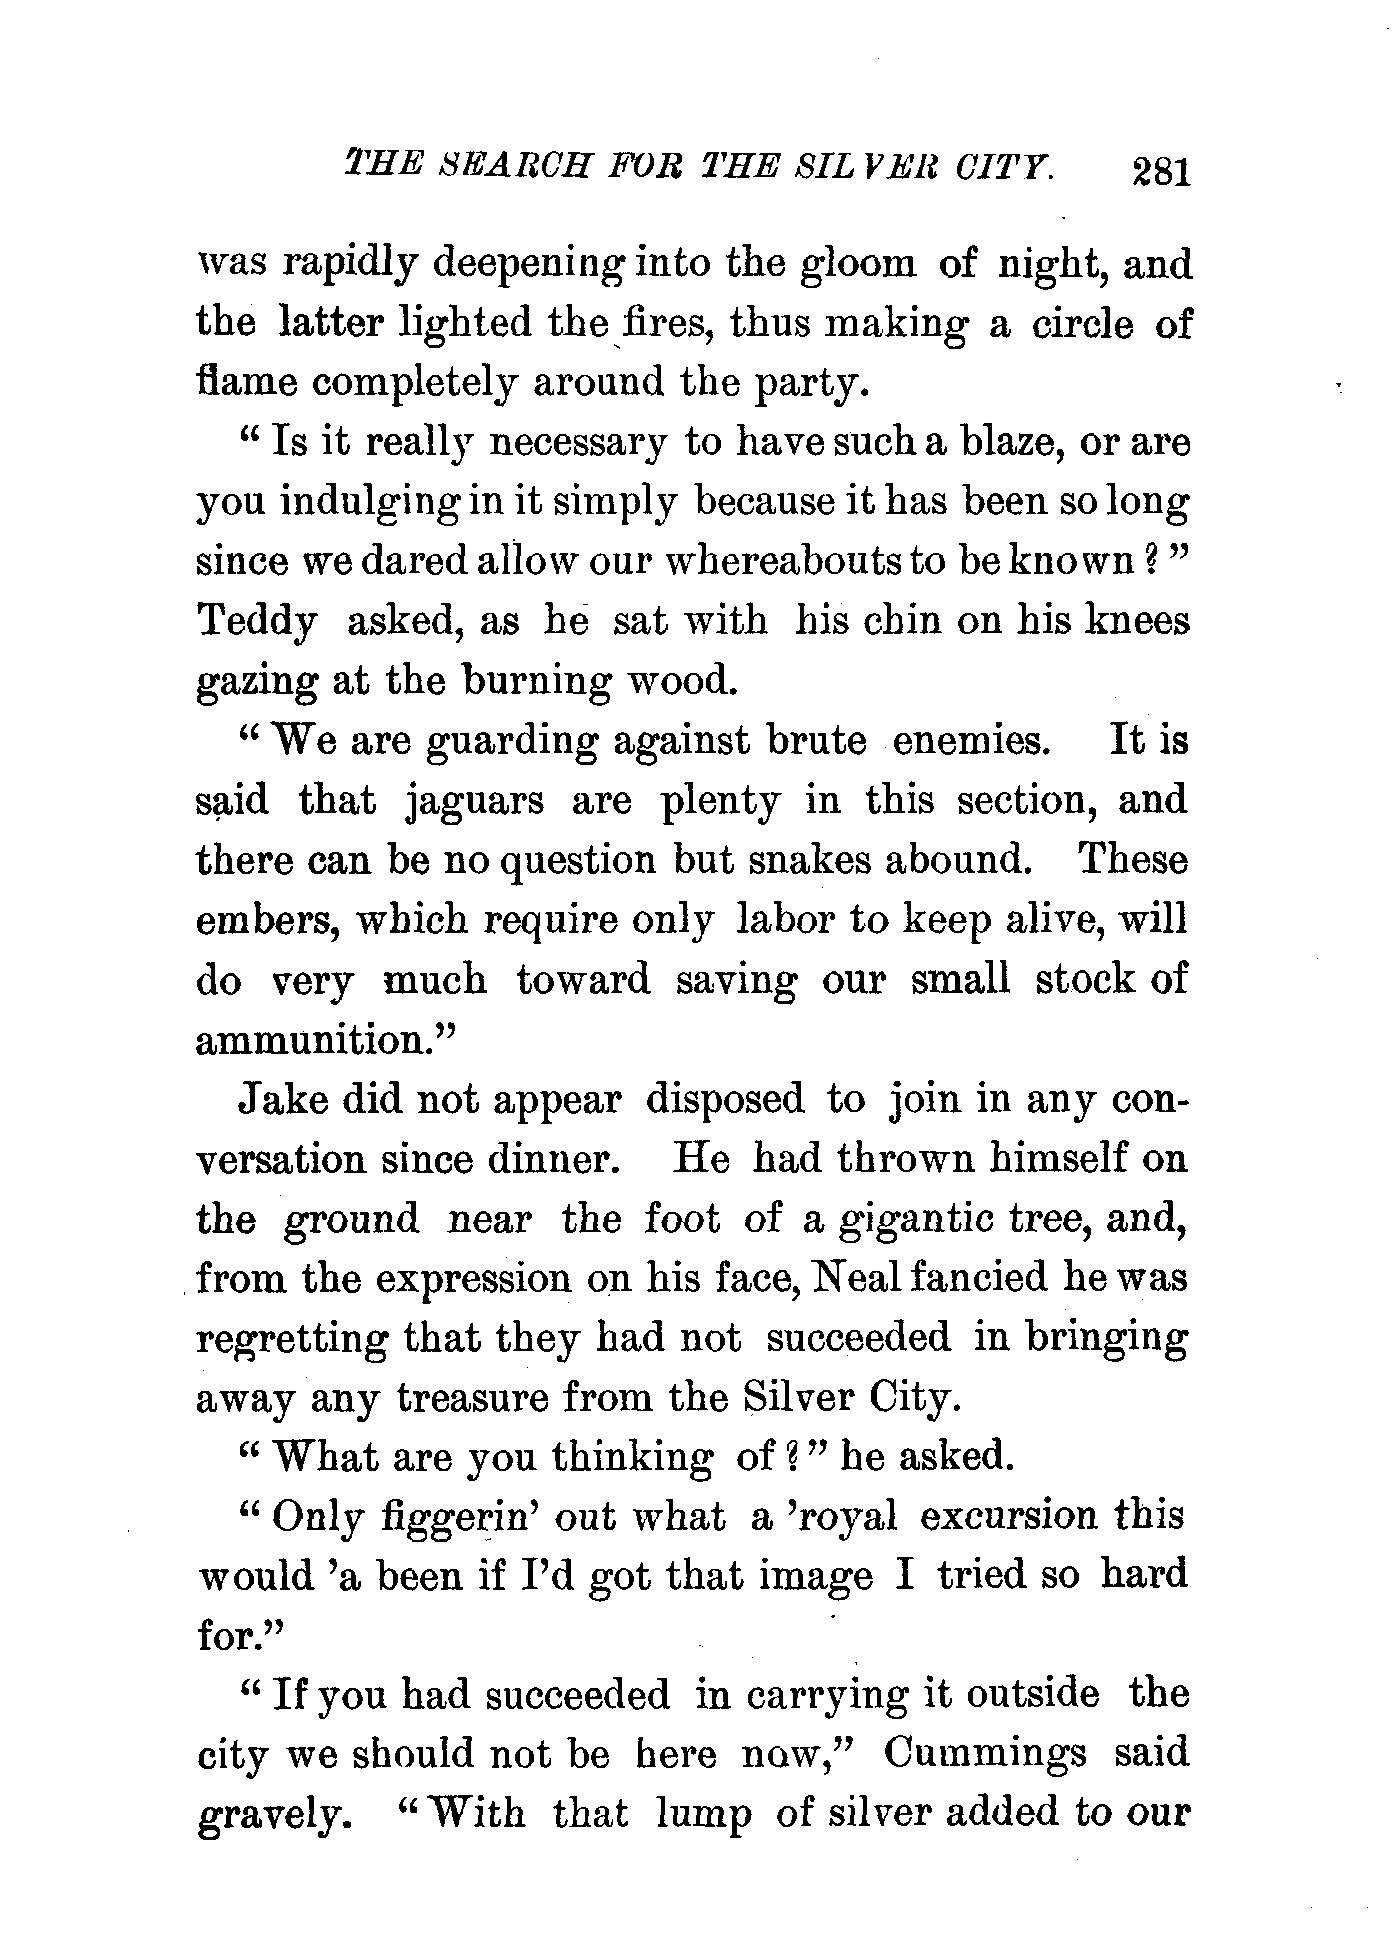 THE SEARCH FOR THE SILVER CITY. 281
was rapidly deepening into the gloom of night, and
the latter lighted the fires, thus making a circle of
flame completely around the party.
“ Is it really necessary to have such a blaze, or are
you indulging in it simply because it has been so long
since we dared allow our whereabouts to be known ? ”
Teddy asked, as he sat with his chin on his knees
gazing at the burning wood.
“ We are guarding against brute enemies. It is
said that jaguars are plenty in this section, and
there can be no question but snakes abound. These
embers, which require only labor to keep alive, will
do very much toward saving our small stock of
ammunition.”
Jake did not appear disposed to join in any con-
versation since dinner. He had thrown himself on
the ground near the foot of a gigantic tree, and,
from the expression on his face, Neal fancied he was
regretting that they had not succeeded in bringing
away any treasure from the Silver City.
“ What are you thinking of ? ” he asked.
“ Only figgerin’ out what a ’royal excursion this
would ’a been if I’d got that image I tried so hard
for.”
“ If you had succeeded in carrying it outside the
city we should not be here now,” Cummings said
gravely. “ With that lump of silver added to our